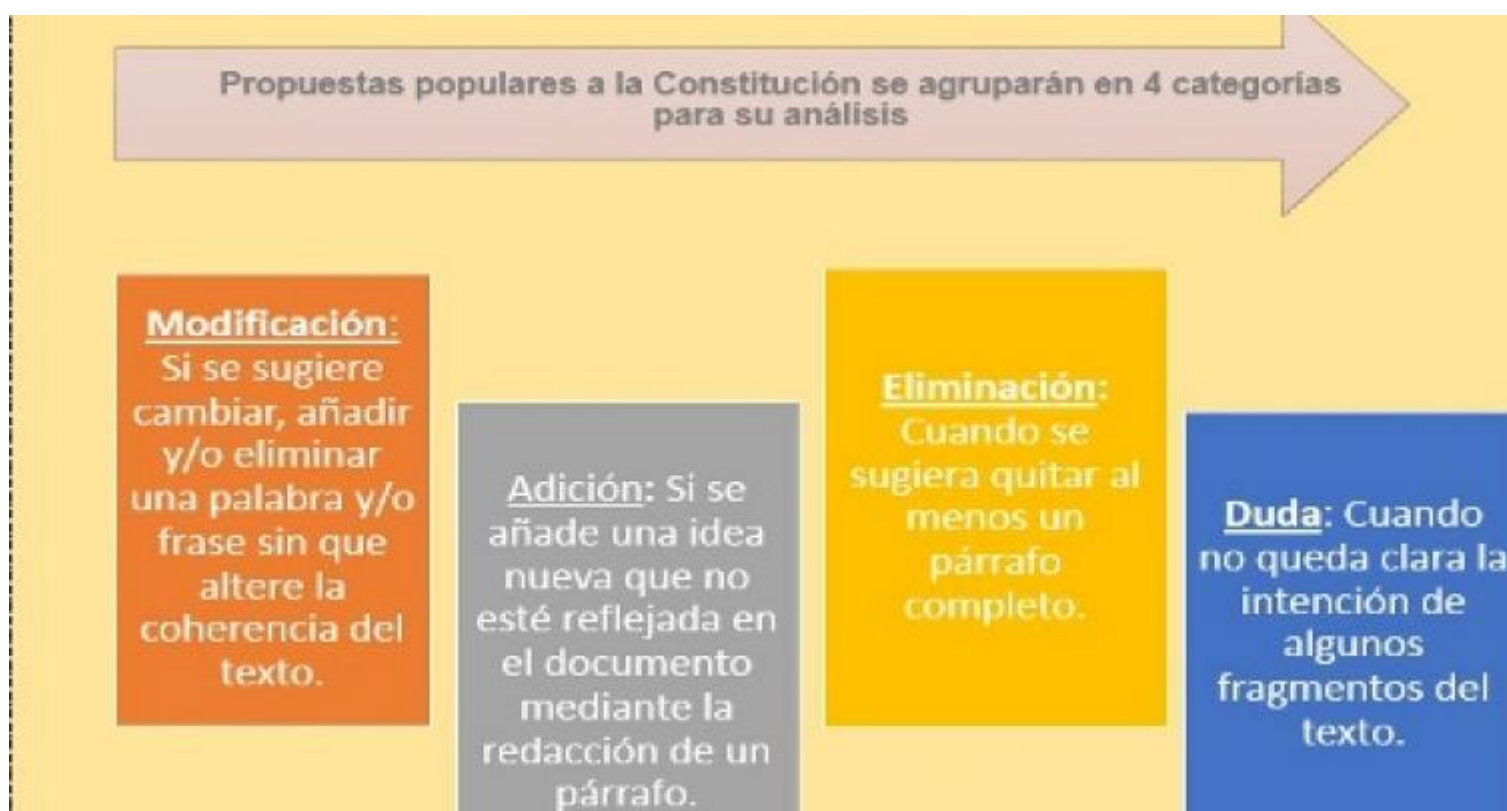 Propuestas populares a la Constitución se agruparán en 4 categorías
para su análisis
Modificación:
Si se sugiere
cambiar, añadir
y/o eliminar
una palabra y/o
frase sin que
altere la
coherencia del
texto.
Adición: Si se
añade una idea
nueva que no
esté reflejada en
el documento
mediante la
redacción de un
párrafo.
Eliminación:
Cuando se
sugiera quitar al
menos un
párrafo
completo.
Duda: Cuando
no queda clara la
intención de
algunos
fragmentos del
texto.